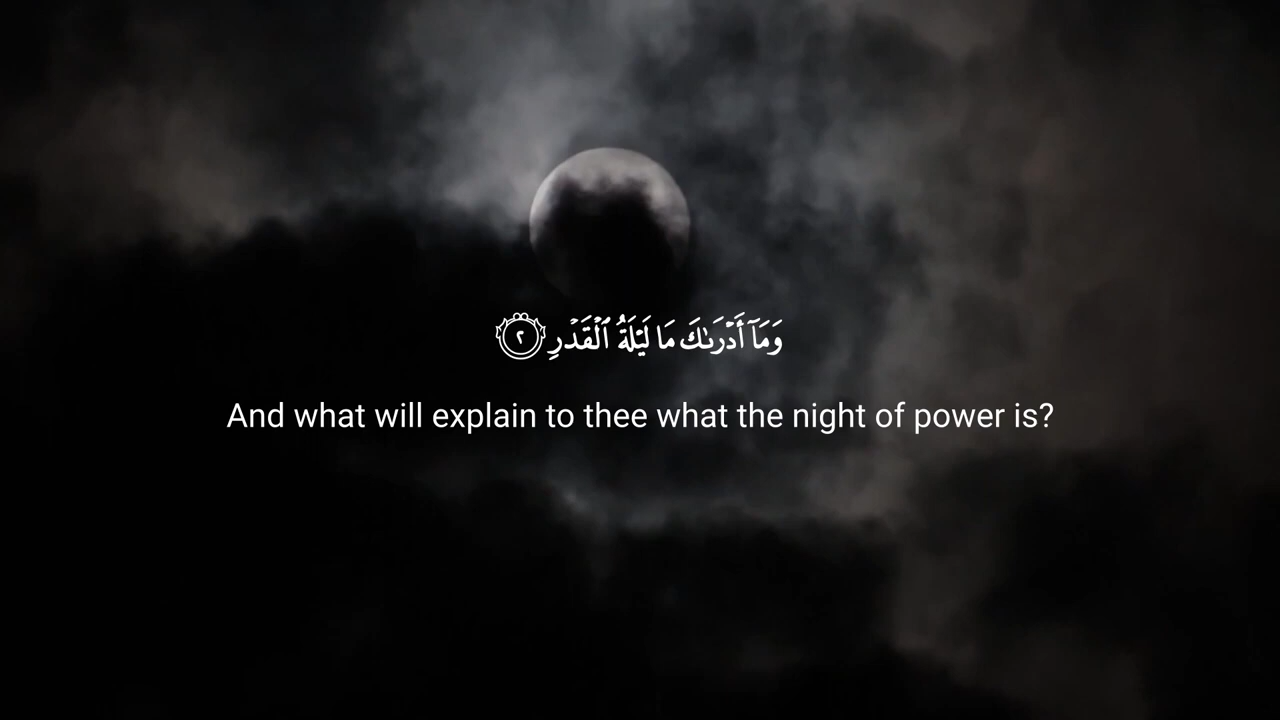 وَمَآ أَدۡرَىٰكَ مَا لَيۡلَةُ ٱلۡقَدۡرِ ٢
And what will explain to thee what the night of power is?